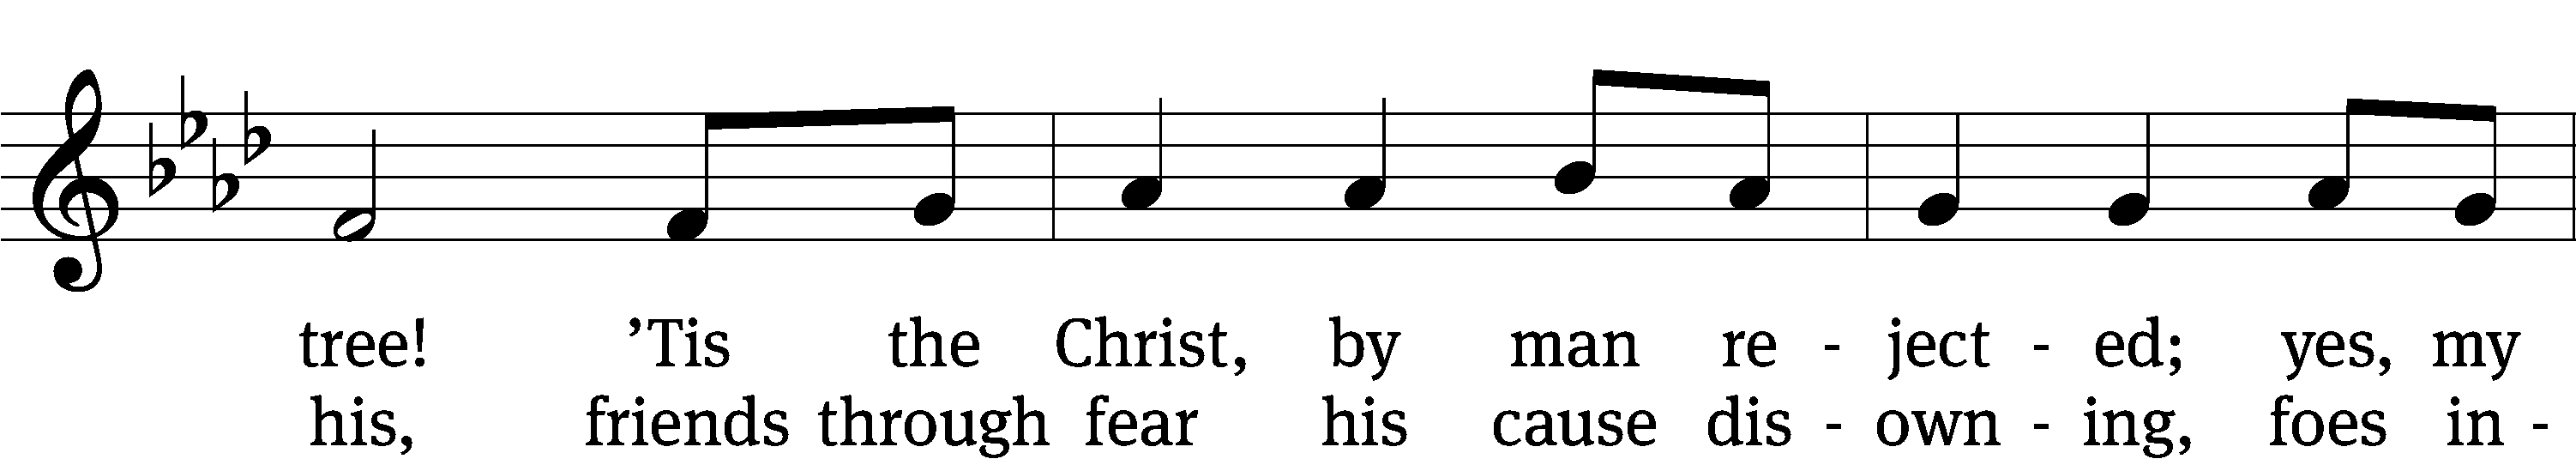 tree! ’Tis the Christ, by man re - ject - ed; yes, my
his, friends through fear his cause dis - own - ing, foes in -